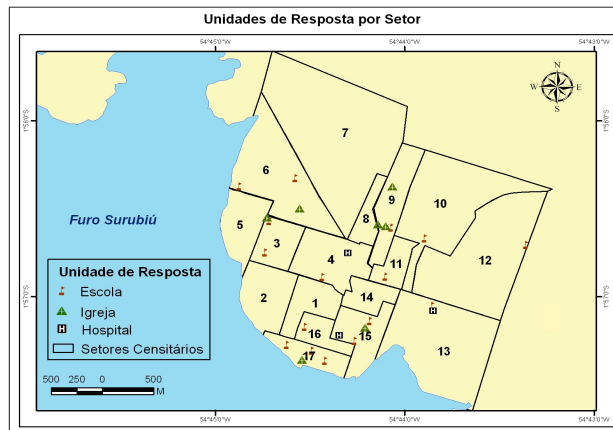 Unidades de Resposta por Setor
54°45'0"W 54°44'0"W 54°43'0"W
N
W E
S
1°56'0"S 1°56'0"S
7
6
9
10
8
5
Furo Surubiú
3
4
11
12
Unidade de Resposta
Escola
Igreja
H Hospital
Setores Censitários
1°57'0"S 1°57'0"S
2
1
14
H
13
16
15
17
500 250 0 500
M
54°45'0"W 54°44'0"W 54°43'0"W